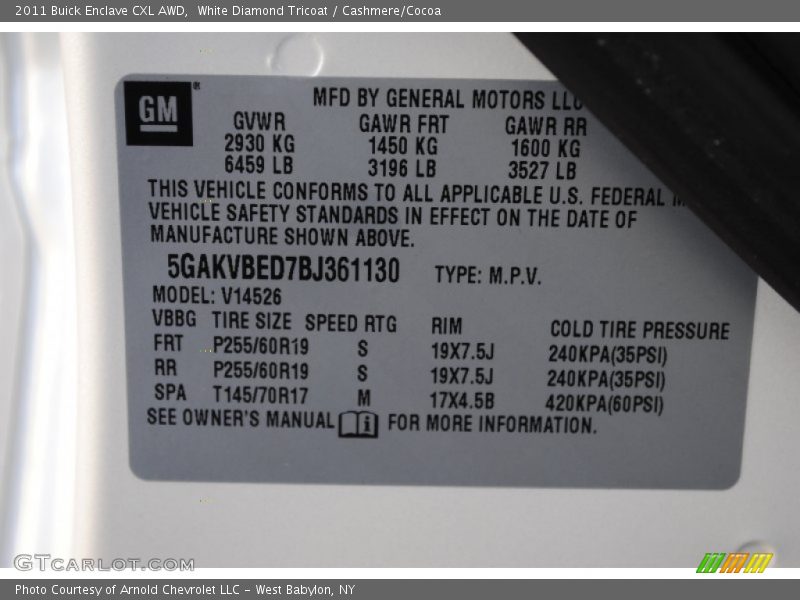 2011 Buick Enclave CXL AWD,  White Diamond Tricoat / Cashmere/Cocoa
GM®
MFD BY GENERAL MOTORS LLC
GVWR GAWR FRT GAWR RR
2930 KG 1450 KG 1600 KG
6459 LB 3196 LB 3527 LB
THIS VEHICLE CONFORMS TO ALL APPLICABLE U.S. FEDERAL
VEHICLE SAFETY STANDARDS IN EFFECT ON THE DATE OF
MANUFACTURE SHOWN ABOVE.
5GAKVBED7BJ361130 TYPE: M.P.V.
MODEL: V14526
VBBG TIRE SIZE SPEED RTG RIM COLD TIRE PRESSURE
FRT P255/60R19 S 19X7.5J 240KPA(35PSI)
RR P255/60R19 S 19X7.5J 240KPA(35PSI)
SPA T145/70R17 M 17X4.5B 420KPA(60PSI)
SEE OWNER'S MANUAL i FOR MORE INFORMATION.
GTCARLOT.COM
Photo Courtesy of Arnold Chevrolet LLC - West Babylon, NY